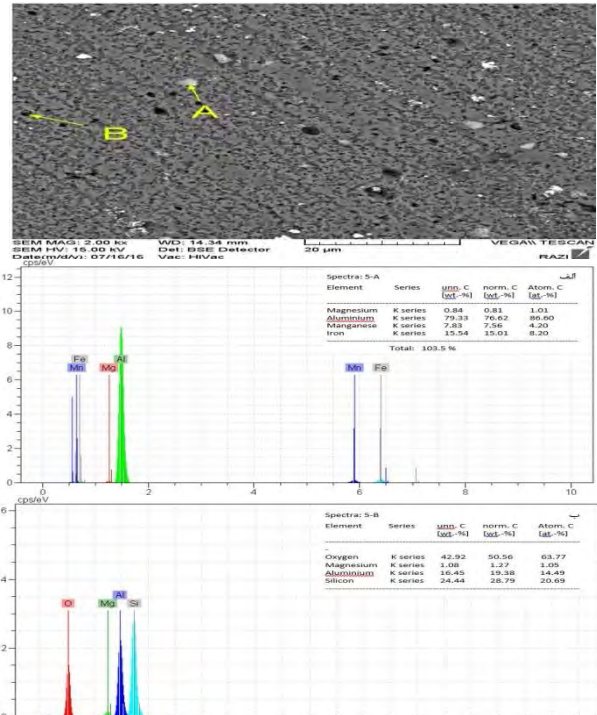 A
B
SEM MAG: 2.00 kx WD: 14.34 mm VEGA\\ TESCAN
SEM HV: 15.00 kV Det: BSE Detector 20 µm
Date(m/d/y): 07/16/16 Vac: HiVac RAZI
cps/eV
Spectra: 5-A الف
Element Series unn. C norm. C Atom. C
[wt.-%] [wt.-%] [at.-%]
Magnesium K series 0.84 0.81 1.01
Aluminium K series 79.33 76.62 86.60
Manganese K series 7.83 7.56 4.20
Iron K series 15.54 15.01 8.20
Total: 103.5 %
12
10
8
6
4
2
0
Fe Al
Mn Mg Mn Fe
0 2 4 6 8 10
cps/eV
Spectra: 5-B ب
Element Series unn. C norm. C Atom. C
[wt.-%] [wt.-%] [at.-%]
Oxygen K series 42.92 50.56 63.77
Magnesium K series 1.08 1.27 1.05
Aluminium K series 16.45 19.38 14.49
Silicon K series 24.44 28.79 20.69
6
4
2
0
Al
O Mg Si